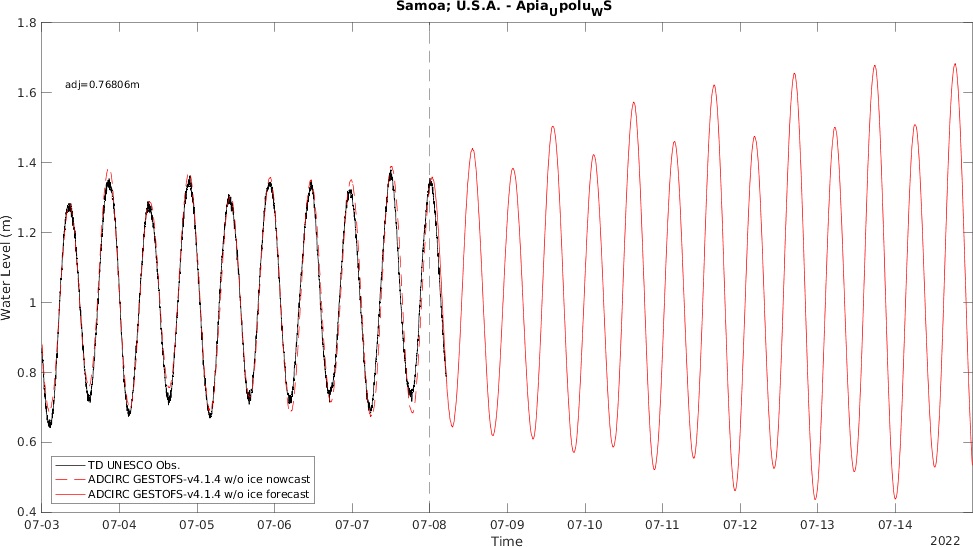 Samoa; U.S.A. - ApiaUpoluWS
1.8
1.6
1.4
1.2
1
0.8
0.6
0.4
Water Level (m)
adj=0.76806m
TD UNESCO Obs.
ADCIRC GESTOFS-v4.1.4 w/o ice nowcast
ADCIRC GESTOFS-v4.1.4 w/o ice forecast
07-03 07-04 07-05 07-06 07-07 07-08 07-09 07-10 07-11 07-12 07-13 07-14
Time
2022